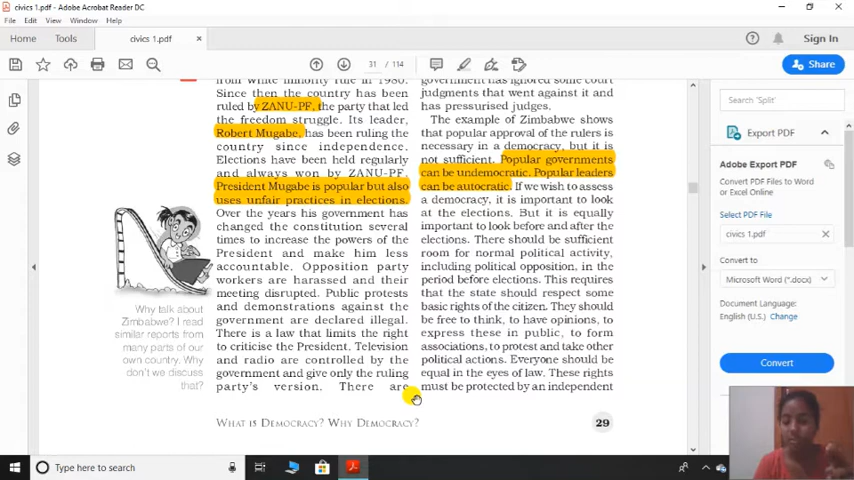 civics 1.pdf - Adobe Acrobat Reader DC
File Edit View Window Help
Home Tools civics 1.pdf × Sign In
31 / 114
Share
from white minority rule in 1980.
Since then the country has been
ruled by ZANU-PF, the party that led
the freedom struggle. Its leader,
Robert Mugabe, has been ruling the
country since independence.
Elections have been held regularly
and always won by ZANU-PF.
President Mugabe is popular but also
uses unfair practices in elections.
Over the years his government has
changed the constitution several
times to increase the powers of the
President and make him less
accountable. Opposition party
workers are harassed and their
meeting disrupted. Public protests
and demonstrations against the
government are declared illegal.
There is a law that limits the right
to criticise the President. Television
and radio are controlled by the
government and give only the ruling
party's version. There are
government has ignored some court
judgments that went against it and
has pressurised judges.
The example of Zimbabwe shows
that popular approval of the rulers is
necessary in a democracy, but it is
not sufficient. Popular governments
can be undemocratic. Popular leaders
can be autocratic. If we wish to assess
a democracy, it is important to look
at the elections. But it is equally
important to look before and after the
elections. There should be sufficient
room for normal political activity,
including political opposition, in the
period before elections. This requires
that the state should respect some
basic rights of the citizen. They should
be free to think, to have opinions, to
express these in public, to form
associations, to protest and take other
political actions. Everyone should be
equal in the eyes of law. These rights
must be protected by an independent
Why talk about
Zimbabwe? I read
similar reports from
many parts of our
own country. Why
don't we discuss
that?
WHAT IS DEMOCRACY? WHY DEMOCRACY?
29
Search 'Split'
Export PDF
Adobe Export PDF
Convert PDF Files to Word
or Excel Online
Select PDF File
civics 1.pdf
Convert to
Microsoft Word (*.docx)
Document Language:
English (U.S.) Change
Convert
Type here to search